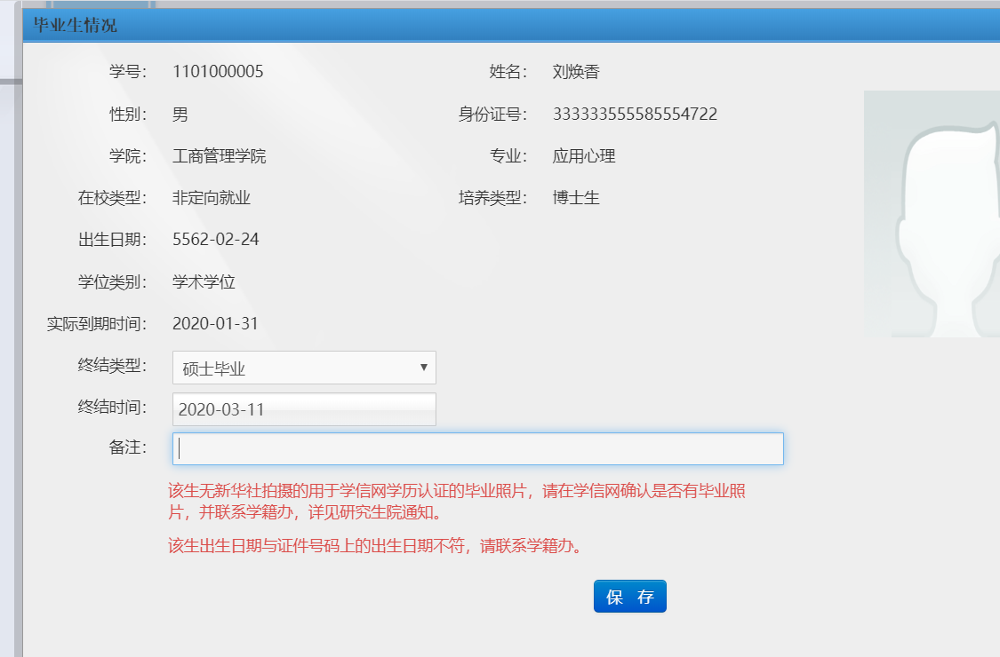 毕业生情况
学号： 1101000005 姓名： 刘焕香
性别： 男 身份证号： 333333555585554722
学院： 工商管理学院 专业： 应用心理
在校类型： 非定向就业 培养类型： 博士生
出生日期： 5562-02-24
学位类别： 学术学位
实际到期时间： 2020-01-31
终结类型： 硕士毕业
终结时间： 2020-03-11
备注：
该生无新华社拍摄的用于学信网学历认证的毕业照片，请在学信网确认是否有毕业照
片，并联系学籍办，详见研究生院通知。
该生出生日期与证件号码上的出生日期不符，请联系学籍办。
保 存